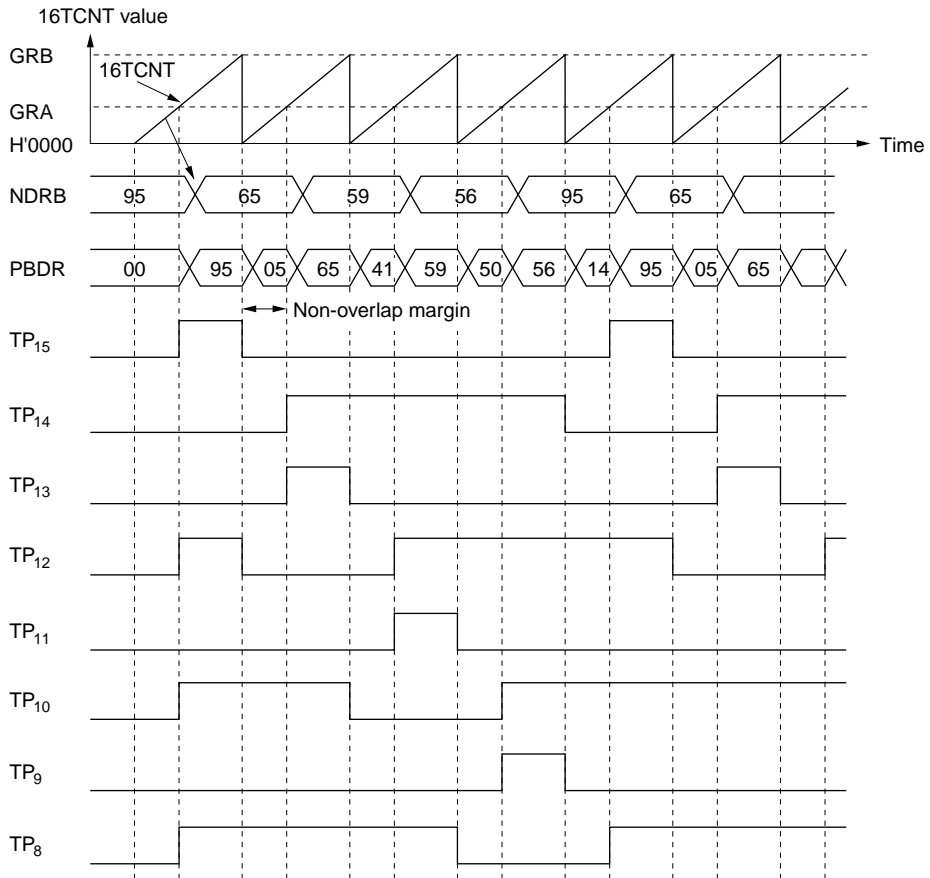 16TCNT value
GRB
16TCNT
GRA
H'0000
Time
NDRB 95 65 59 56 95 65
PBDR 00 95 05 65 41 59 50 56 14 95 05 65
Non-overlap margin
TP15
TP14
TP13
TP12
TP11
TP10
TP9
TP8